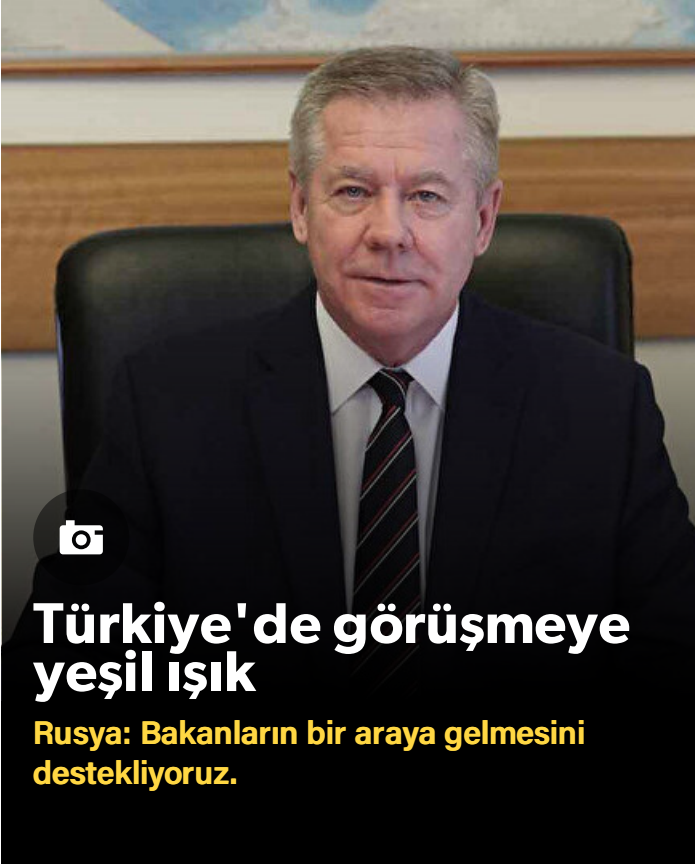 Türkiye'de görüşmeye
yeşil ışık
Rusya: Bakanların bir araya gelmesini
destekliyoruz.